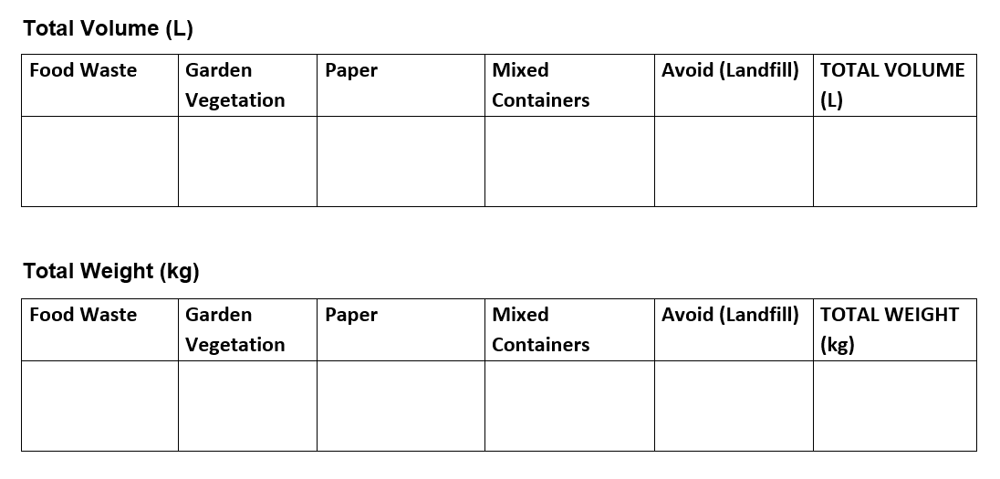 Total Volume (L)
Food Waste
Garden
Vegetation
Paper
Mixed
Containers
Avoid (Landfill)
TOTAL VOLUME
(L)
Total Weight (kg)
Food Waste
Garden
Vegetation
Paper
Mixed
Containers
Avoid (Landfill)
TOTAL WEIGHT
(kg)